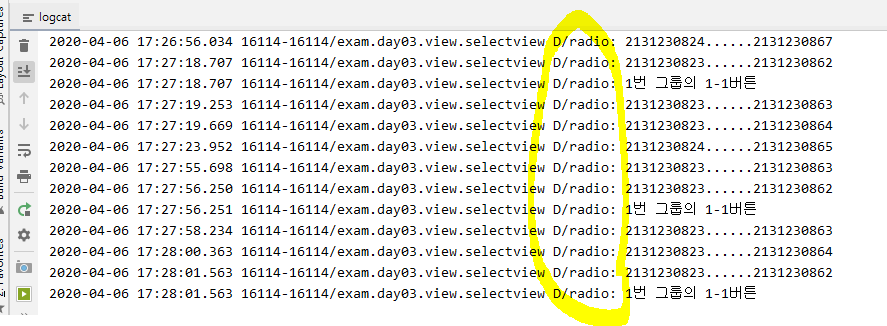 logcat
2020-04-06 17:26:56.034 16114-16114/exam.day03.view.selectview D/radio: 2131230824......2131230867
2020-04-06 17:27:18.707 16114-16114/exam.day03.view.selectview D/radio: 2131230823......2131230862
2020-04-06 17:27:18.707 16114-16114/exam.day03.view.selectview D/radio: 1번 그룹의 1-1버튼
2020-04-06 17:27:19.253 16114-16114/exam.day03.view.selectview D/radio: 2131230823......2131230863
2020-04-06 17:27:19.669 16114-16114/exam.day03.view.selectview D/radio: 2131230823......2131230864
2020-04-06 17:27:23.952 16114-16114/exam.day03.view.selectview D/radio: 2131230824......2131230865
2020-04-06 17:27:55.698 16114-16114/exam.day03.view.selectview D/radio: 2131230823......2131230863
2020-04-06 17:27:56.250 16114-16114/exam.day03.view.selectview D/radio: 2131230823......2131230862
2020-04-06 17:27:56.251 16114-16114/exam.day03.view.selectview D/radio: 1번 그룹의 1-1버튼
2020-04-06 17:27:58.234 16114-16114/exam.day03.view.selectview D/radio: 2131230823......2131230863
2020-04-06 17:28:00.363 16114-16114/exam.day03.view.selectview D/radio: 2131230823......2131230864
2020-04-06 17:28:01.563 16114-16114/exam.day03.view.selectview D/radio: 2131230823......2131230862
2020-04-06 17:28:01.563 16114-16114/exam.day03.view.selectview D/radio: 1번 그룹의 1-1버튼